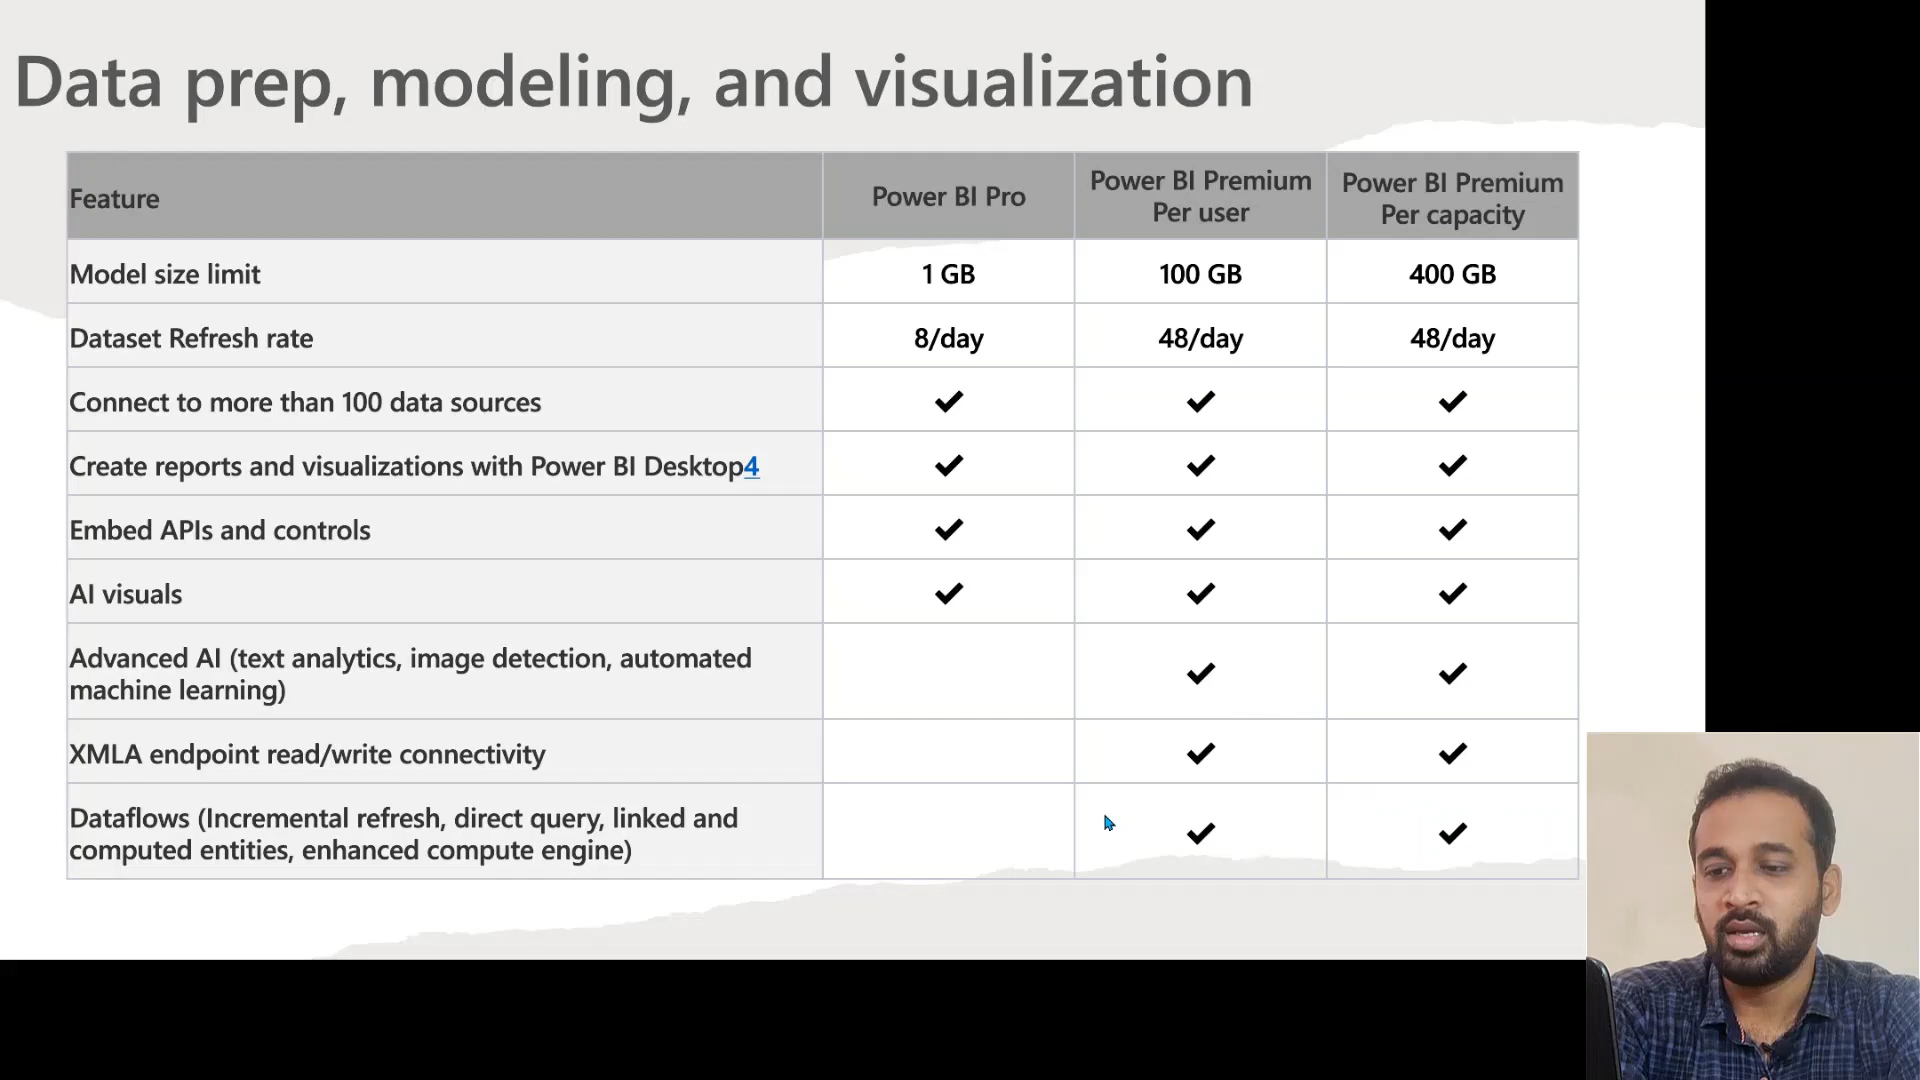 Data prep, modeling, and visualization
Feature
Power BI Pro
Power BI Premium
Per user
Power BI Premium
Per capacity
Model size limit
1 GB
100 GB
400 GB
Dataset Refresh rate
8/day
48/day
48/day
Connect to more than 100 data sources
Create reports and visualizations with Power BI Desktop4
Embed APIs and controls
AI visuals
Advanced AI (text analytics, image detection, automated
machine learning)
XMLA endpoint read/write connectivity
Dataflows (Incremental refresh, direct query, linked and
computed entities, enhanced compute engine)